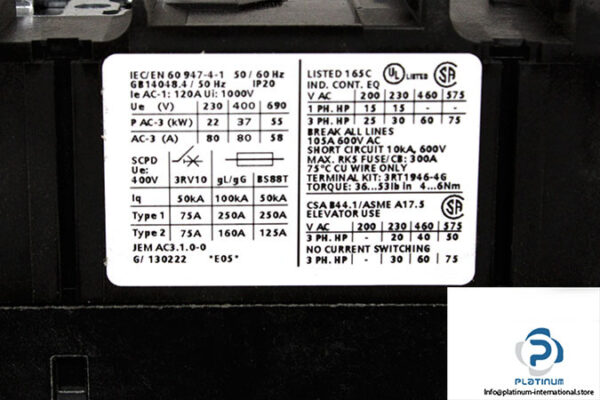 IEC/EN 60 947-4-1 50 / 60 Hz
GB14048.4 / 50 Hz IP20
Ie AC-1: 120A Ui: 1000V
Ue (V) 230 400 690
P AC-3 (kW) 22 37 55
AC-3 (A) 80 80 58
SCPD
Ue:
400V 3RV10 gL/gG BS88T
Iq 50kA 100kA 50kA
Type 1 75A 250A 250A
Type 2 75A 160A 125A
JEM AC3.1.0-0
G/ 130222 *E05*
LISTED 165C UL LISTED SA
IND. CONT. EQ
V AC 200 230 460 575
1 PH. HP 15 15 - -
3 PH. HP 25 30 60 75
BREAK ALL LINES
105A 600V AC
SHORT CIRCUIT 10kA, 600V
MAX. RK5 FUSE/CB: 300A
75°C CU WIRE ONLY
TERMINAL KIT: 3RT1946-4G
TORQUE: 36...53lb in 4...6Nm
CSA B44.1/ASME A17.5 SA
ELEVATOR USE
V AC 200 230 460 575
3 PH. HP - 20 40 50
NO CURRENT SWITCHING
3 PH. HP - 30 60 75
PLATINUM
Info@platinum-international.store